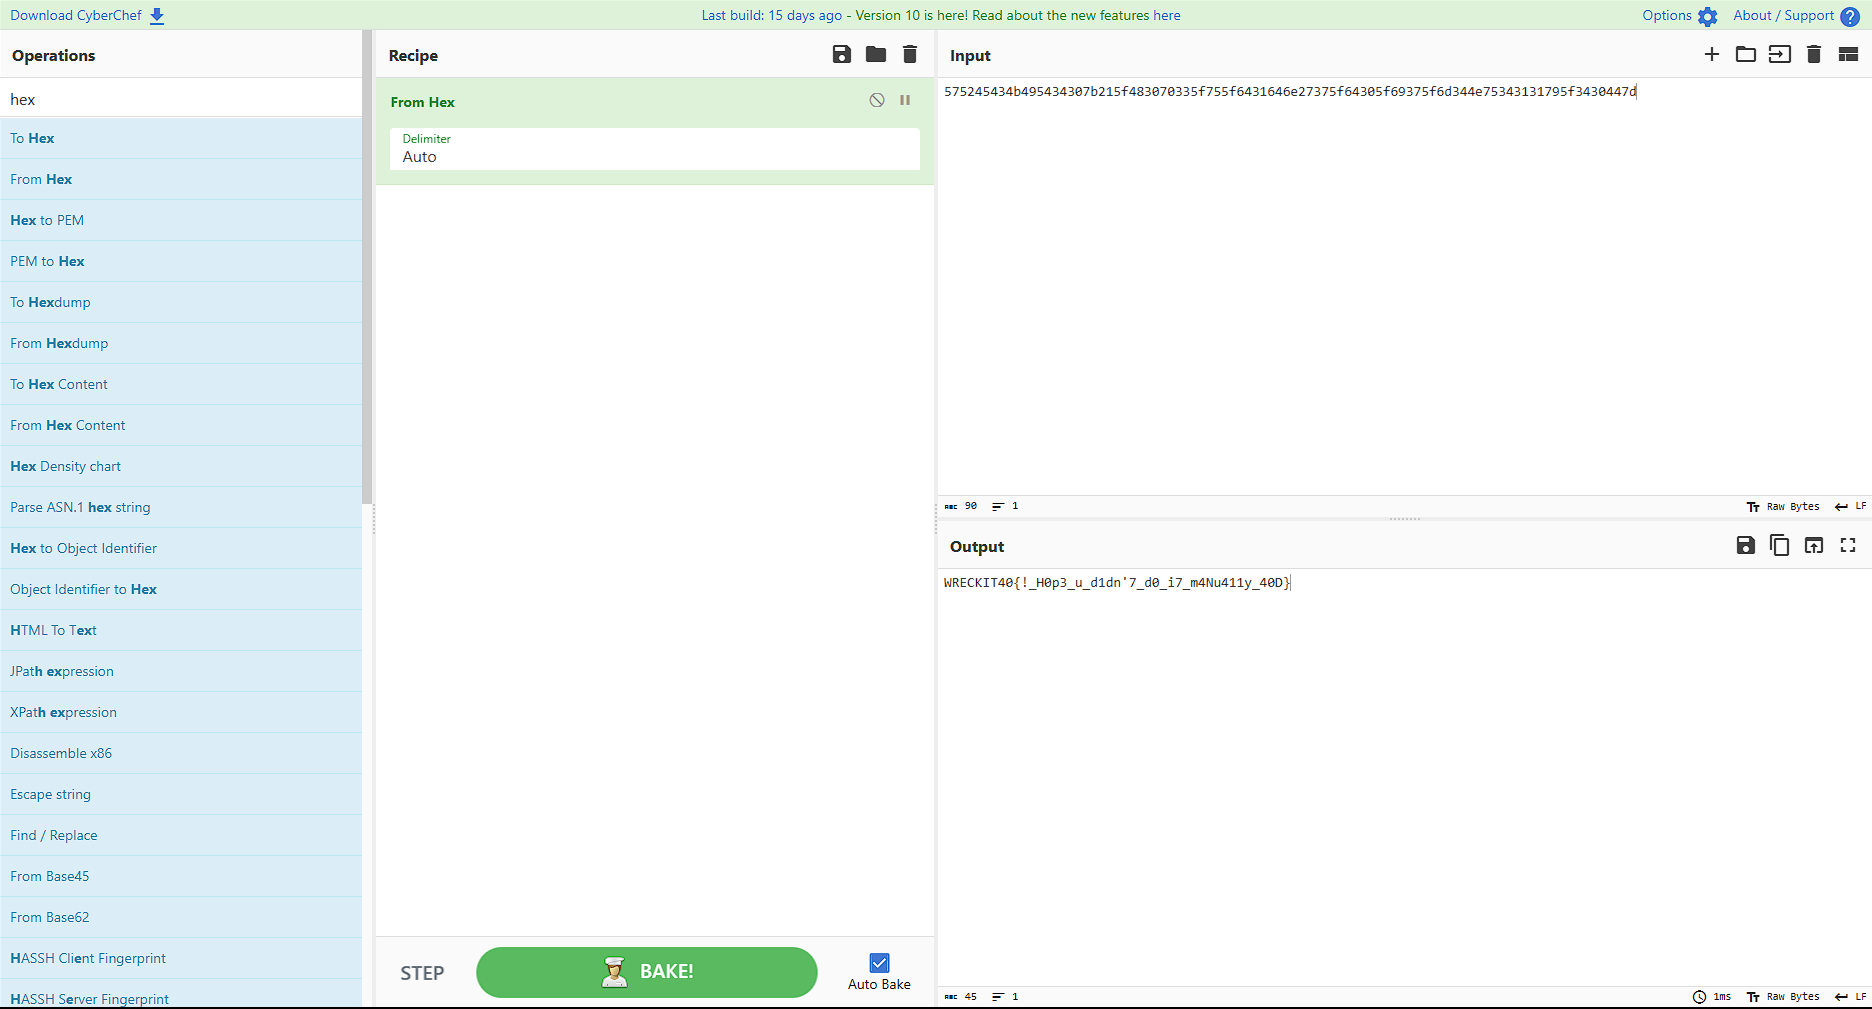 Download CyberChef
Last build: 15 days ago - Version 10 is here! Read about the new features here
Options
About / Support
Operations
hex
To Hex
From Hex
Hex to PEM
PEM to Hex
To Hexdump
From Hexdump
To Hex Content
From Hex Content
Hex Density chart
Parse ASN.1 hex string
Hex to Object Identifier
Object Identifier to Hex
HTML To Text
JPath expression
XPath expression
Disassemble x86
Escape string
Find / Replace
From Base45
From Base62
HASSH Client Fingerprint
HASSH Server Fingerprint
Recipe
From Hex
Delimiter
Auto
STEP
BAKE!
Auto Bake
Input
575245434b495434307b215f483070335f755f6431646e27375f64305f69375f6d344e75343131795f3430447d
ABC 90 1
Tт Raw Bytes LF
Output
WRECKIT40{!_H0p3_u_d1dn'7_d0_i7_m4Nu411y_40D}
ABC 45 1
1ms Tт Raw Bytes LF